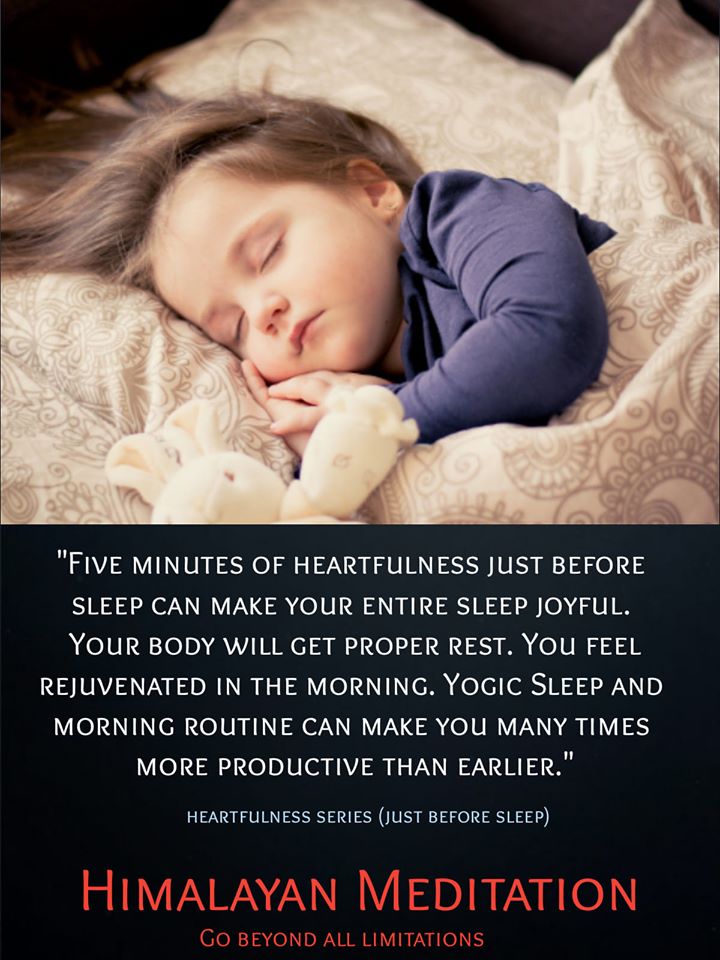 "Five minutes of heartfulness just before
sleep can make your entire sleep joyful.
Your body will get proper rest. You feel
rejuvenated in the morning. Yogic Sleep and
morning routine can make you many times
more productive than earlier."
heartfulness series (just before sleep)
Himalayan Meditation
Go beyond all limitations